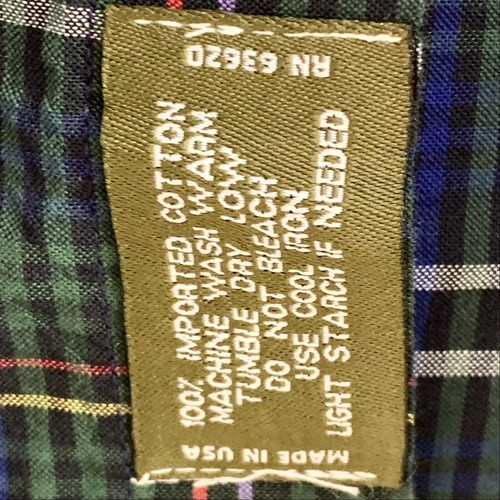 RN 63620
100% IMPORTED COTTON
MACHINE WASH WARM
TUMBLE DRY LOW
DO NOT BLEACH
USE COOL IRON
LIGHT STARCH IF NEEDED
MADE IN USA